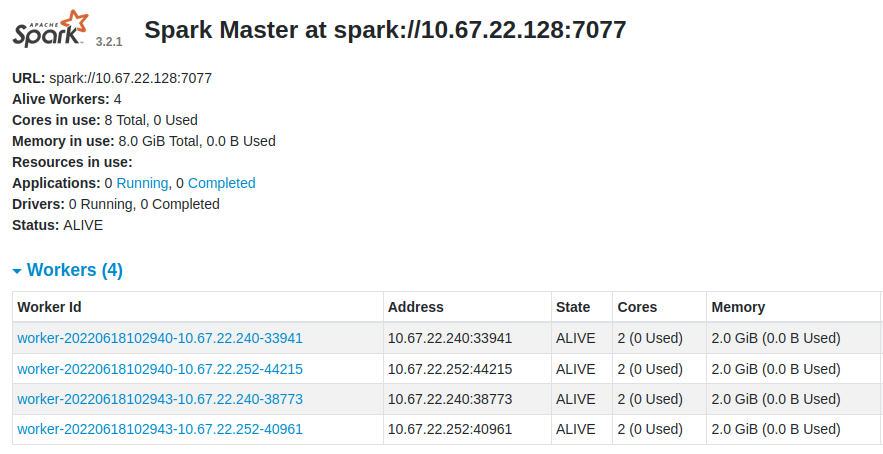 APACHE
Spark 3.2.1 Spark Master at spark://10.67.22.128:7077
URL: spark://10.67.22.128:7077
Alive Workers: 4
Cores in use: 8 Total, 0 Used
Memory in use: 8.0 GiB Total, 0.0 B Used
Resources in use:
Applications: 0 Running, 0 Completed
Drivers: 0 Running, 0 Completed
Status: ALIVE
Workers (4)
Worker Id Address State Cores Memory
worker-20220618102940-10.67.22.240-33941 10.67.22.240:33941 ALIVE 2 (0 Used) 2.0 GiB (0.0 B Used)
worker-20220618102940-10.67.22.252-44215 10.67.22.252:44215 ALIVE 2 (0 Used) 2.0 GiB (0.0 B Used)
worker-20220618102943-10.67.22.240-38773 10.67.22.240:38773 ALIVE 2 (0 Used) 2.0 GiB (0.0 B Used)
worker-20220618102943-10.67.22.252-40961 10.67.22.252:40961 ALIVE 2 (0 Used) 2.0 GiB (0.0 B Used)